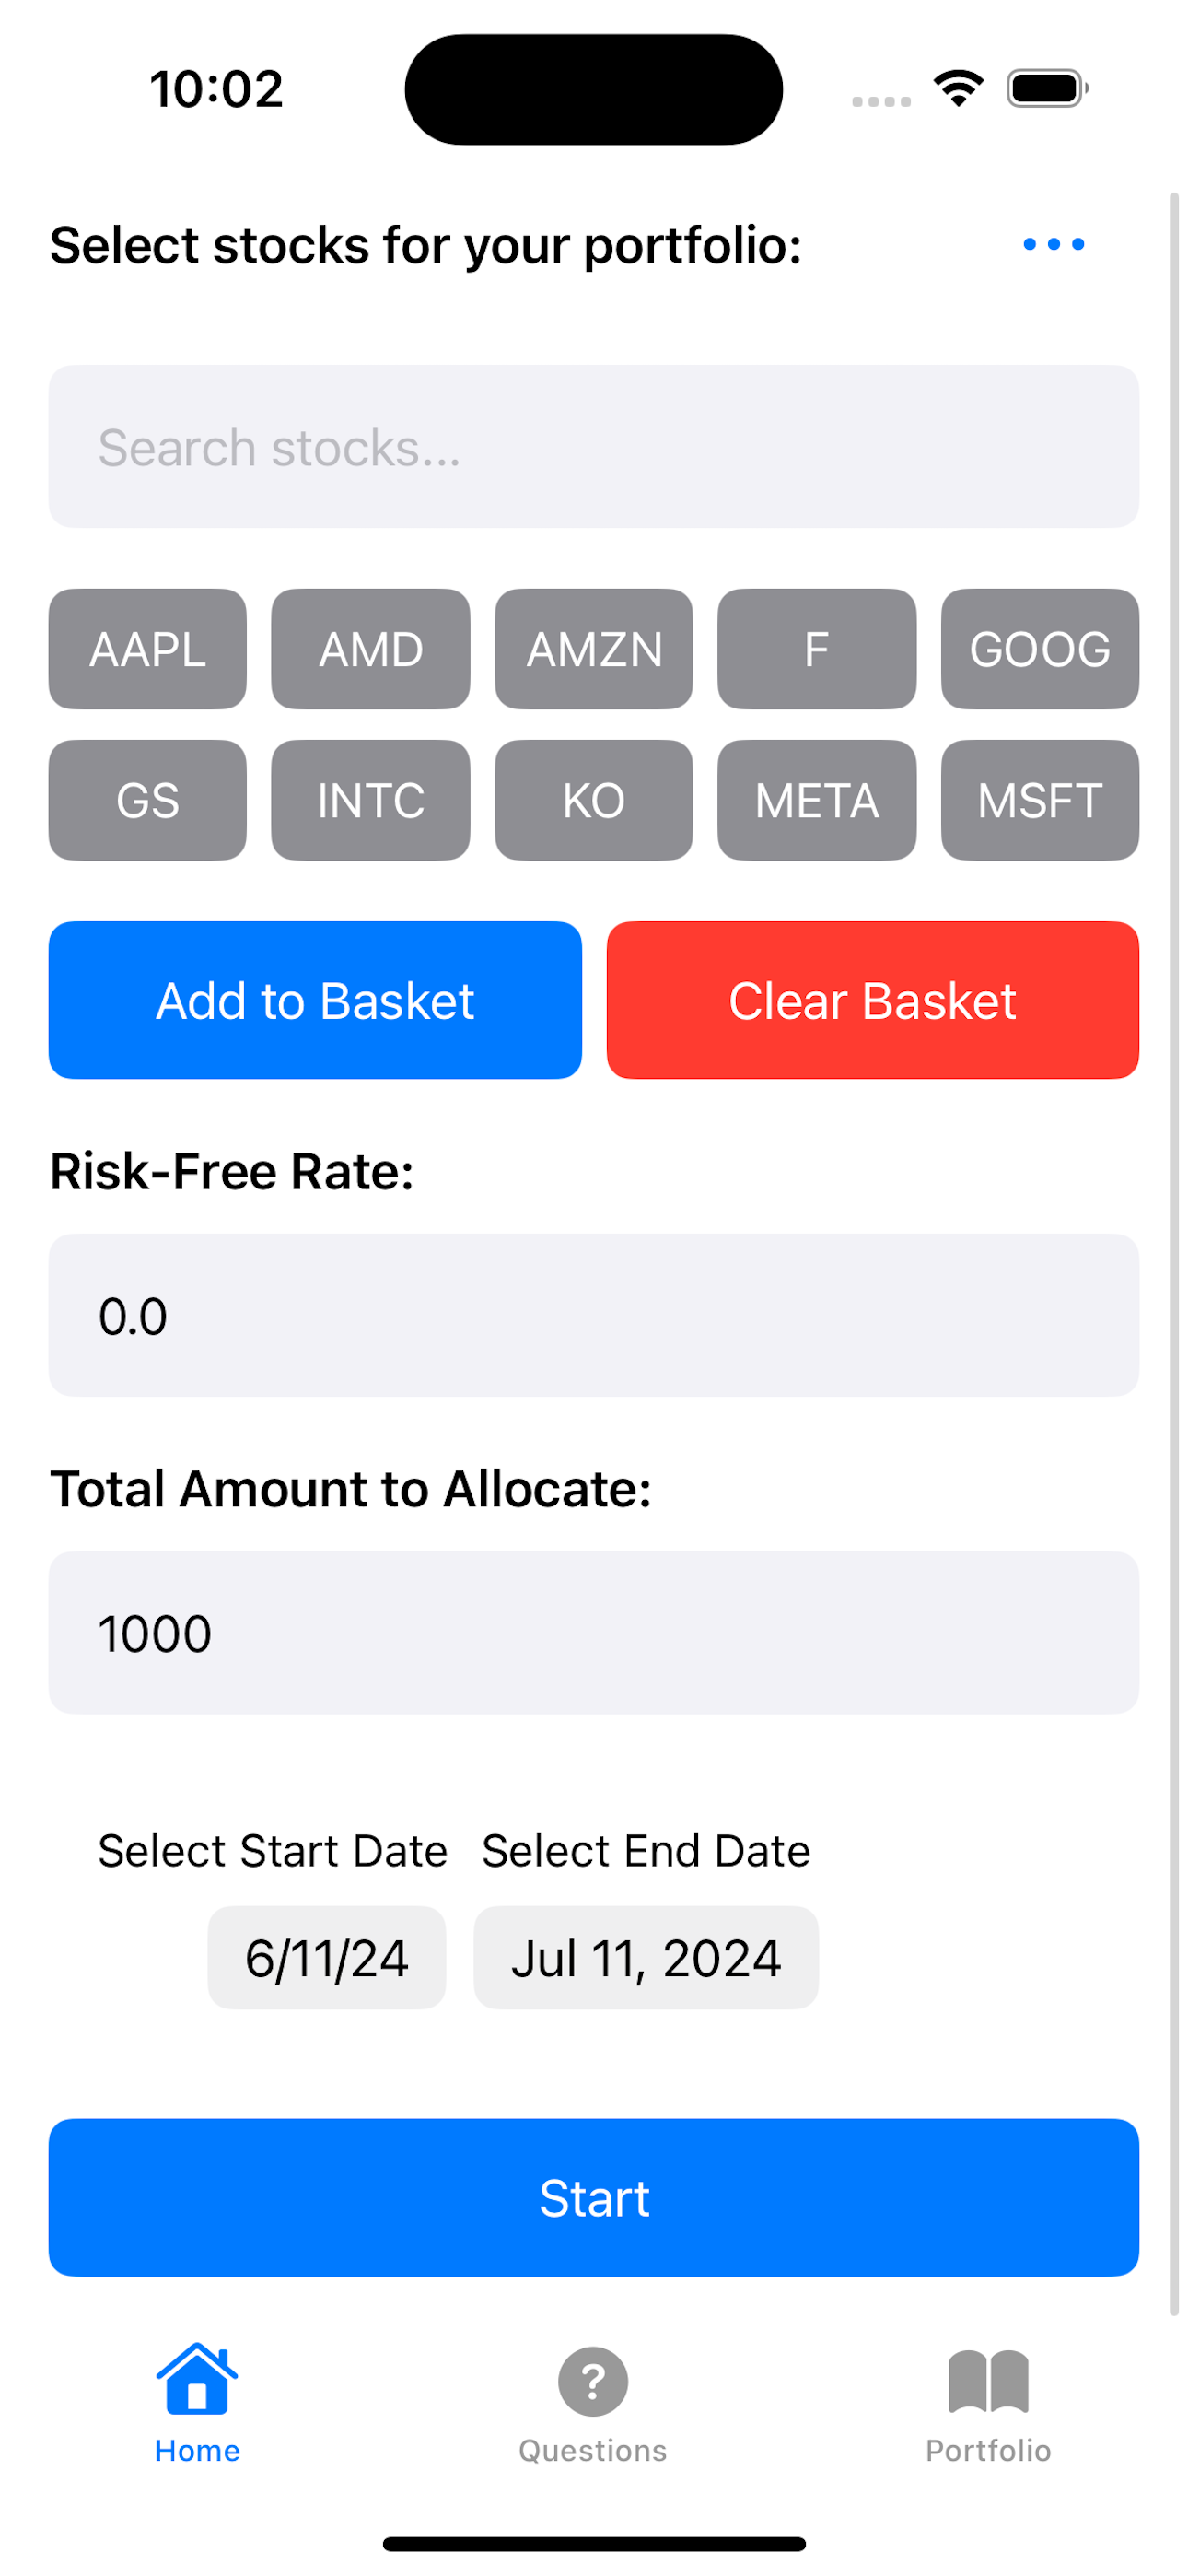 10:02
Select stocks for your portfolio:
Search stocks...
AAPL AMD AMZN F GOOG
GS INTC KO META MSFT
Add to Basket Clear Basket
Risk-Free Rate:
0.0
Total Amount to Allocate:
1000
Select Start Date Select End Date
6/11/24 Jul 11, 2024
Start
?
Home Questions Portfolio